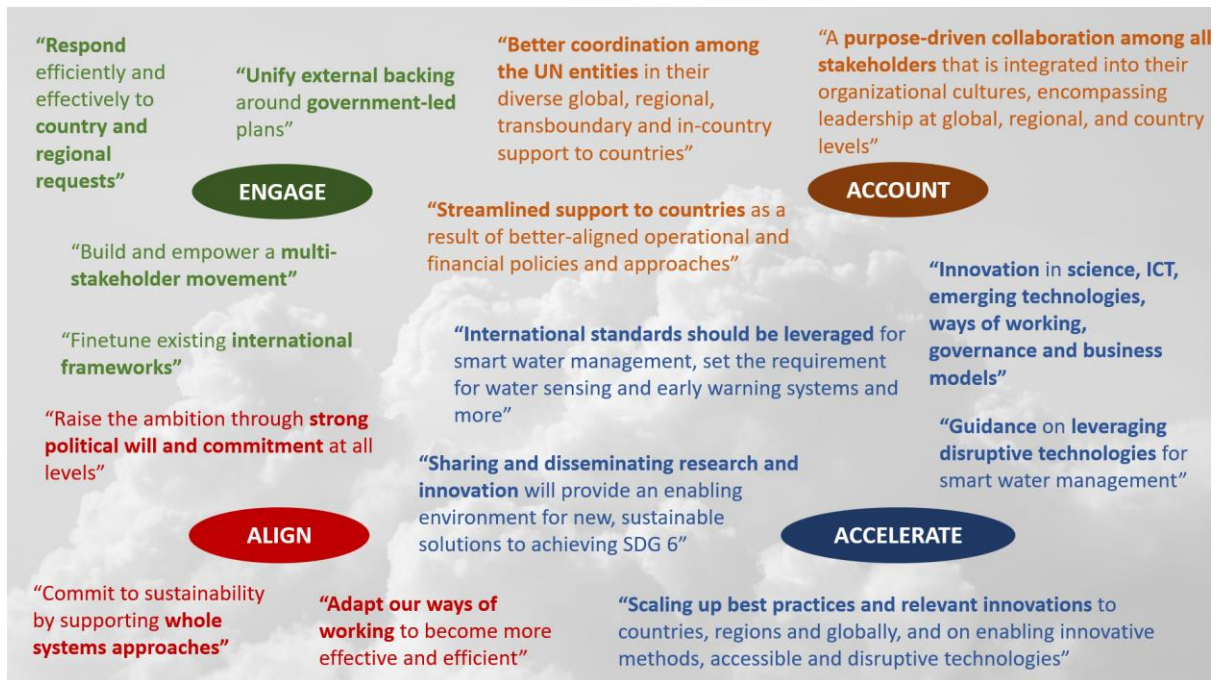 “Respond
efficiently and
effectively to
country and
regional
requests”
“Unify external backing
around government-led
plans”
ENGAGE
“Build and empower a multi-
stakeholder movement”
“Finetune existing international
frameworks”
“Better coordination among
the UN entities in their
diverse global, regional,
transboundary and in-country
support to countries”
“A purpose-driven collaboration among all
stakeholders that is integrated into their
organizational cultures, encompassing
leadership at global, regional, and country
levels”
ACCOUNT
“Streamlined support to countries as a
result of better-aligned operational and
financial policies and approaches”
“Raise the ambition through strong
political will and commitment at all
levels”
ALIGN
“Commit to sustainability
by supporting whole
systems approaches”
“Adapt our ways of
working to become more
effective and efficient”
“International standards should be leveraged for
smart water management, set the requirement
for water sensing and early warning systems and
more”
“Innovation in science, ICT,
emerging technologies,
ways of working,
governance and business
models”
“Sharing and disseminating research and
innovation will provide an enabling
environment for new, sustainable
solutions to achieving SDG 6”
“Guidance on leveraging
disruptive technologies for
smart water management”
ACCELERATE
“Scaling up best practices and relevant innovations to
countries, regions and globally, and on enabling innovative
methods, accessible and disruptive technologies”